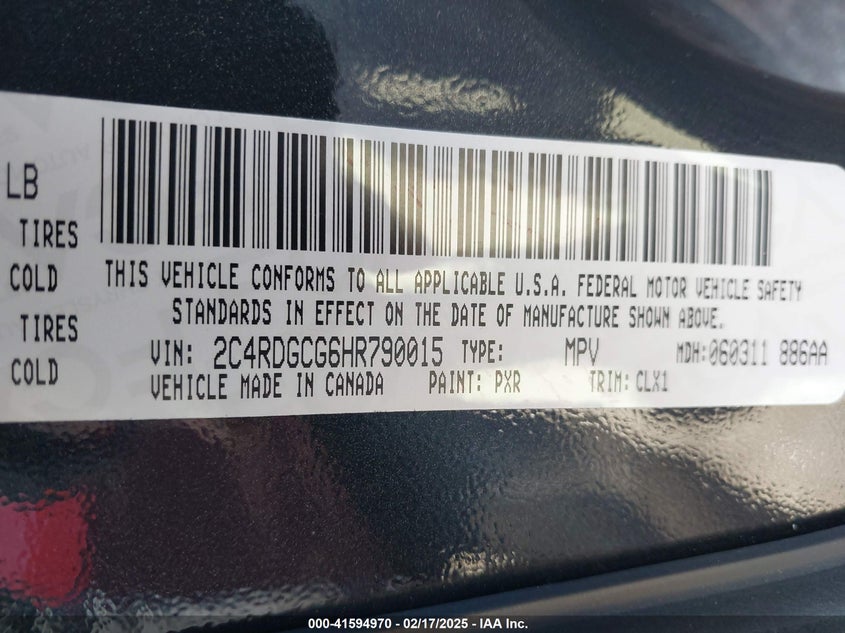 LB
TIRES
COLD
TIRES
COLD
THIS VEHICLE CONFORMS TO ALL APPLICABLE U.S.A. FEDERAL MOTOR VEHICLE SAFETY
STANDARDS IN EFFECT ON THE DATE OF MANUFACTURE SHOWN ABOVE.
VIN: 2C4RDGCG6HR790015 TYPE: MPV MDH:060311 886AA
VEHICLE MADE IN CANADA PAINT: PXR TRIM: CLX1
000-41594970 - 02/17/2025 - IAA Inc.